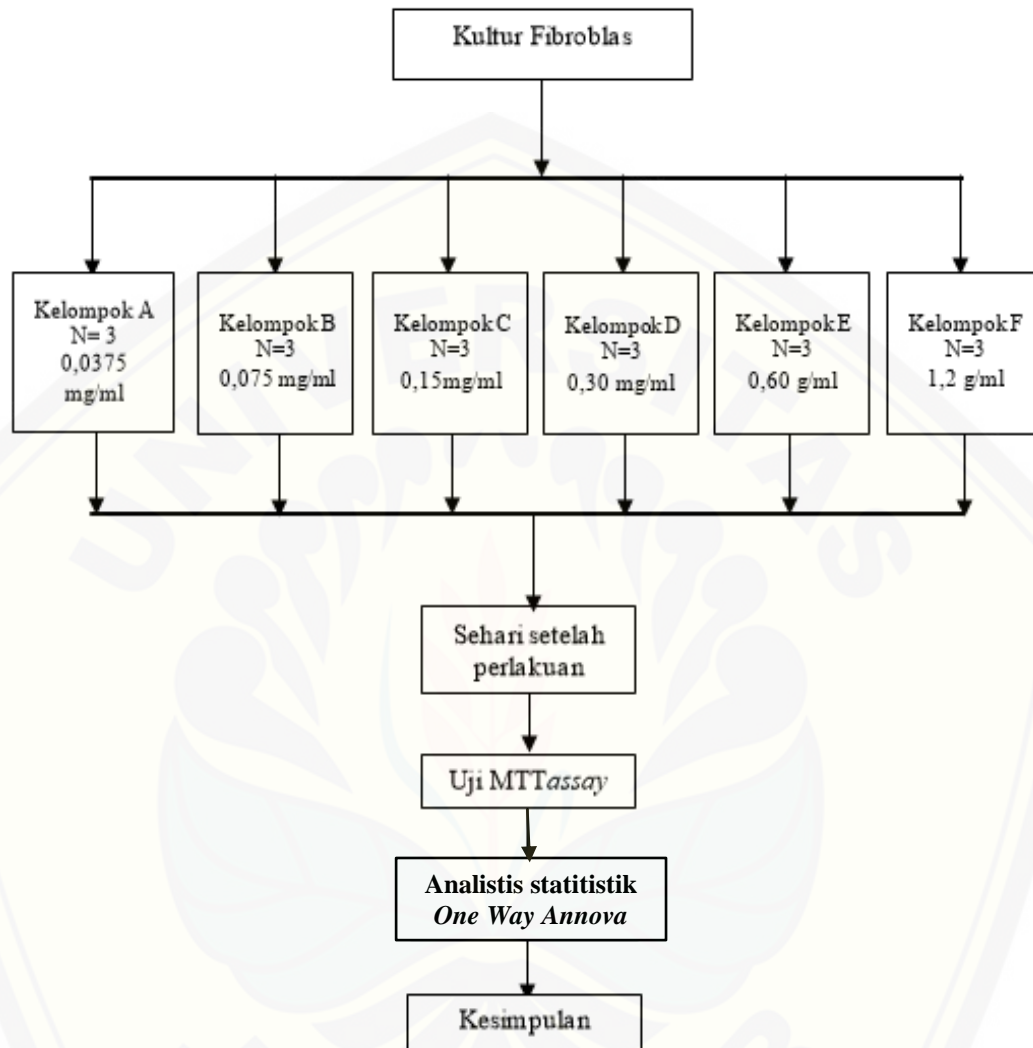 Kultur Fibroblas
Kelompok A
N= 3
0,0375
mg/ml
Kelompok B
N=3
0,075 mg/ml
Kelompok C
N=3
0,15mg/ml
Kelompok D
N=3
0,30 mg/ml
Kelompok E
N=3
0,60 g/ml
Kelompok F
N=3
1,2 g/ml
UNIVERSITAS
Sehari setelah
perlakuan
Uji MTTassay
Analistis statitistik
One Way Annova
Kesimpulan